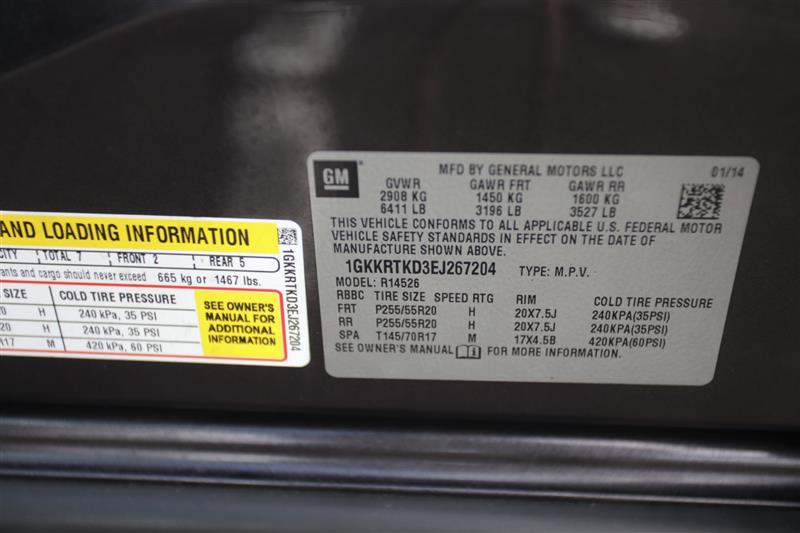 AND LOADING INFORMATION
CITY TOTAL 7 FRONT 2 REAR 5
ants and cargo should never exceed 665 kg or 1467 lbs.
SIZE COLD TIRE PRESSURE
20 H 240 kPa, 35 PSI
20 H 240 kPa, 35 PSI
R17 M 420 kPa, 60 PSI
SEE OWNER'S
MANUAL FOR
ADDITIONAL
INFORMATION
1GKKRTKD3EJ267204
GM
MFD BY GENERAL MOTORS LLC 01/14
GVWR GAWR FRT GAWR RR
2908 KG 1450 KG 1600 KG
6411 LB 3196 LB 3527 LB
THIS VEHICLE CONFORMS TO ALL APPLICABLE U.S. FEDERAL MOTOR
VEHICLE SAFETY STANDARDS IN EFFECT ON THE DATE OF
MANUFACTURE SHOWN ABOVE.
1GKKRTKD3EJ267204 TYPE: M.P.V.
MODEL: R14526
RBBC TIRE SIZE SPEED RTG RIM COLD TIRE PRESSURE
FRT P255/55R20 H 20X7.5J 240KPA(35PSI)
RR P255/55R20 H 20X7.5J 240KPA(35PSI)
SPA T145/70R17 M 17X4.5B 420KPA(60PSI)
SEE OWNER'S MANUAL FOR MORE INFORMATION.